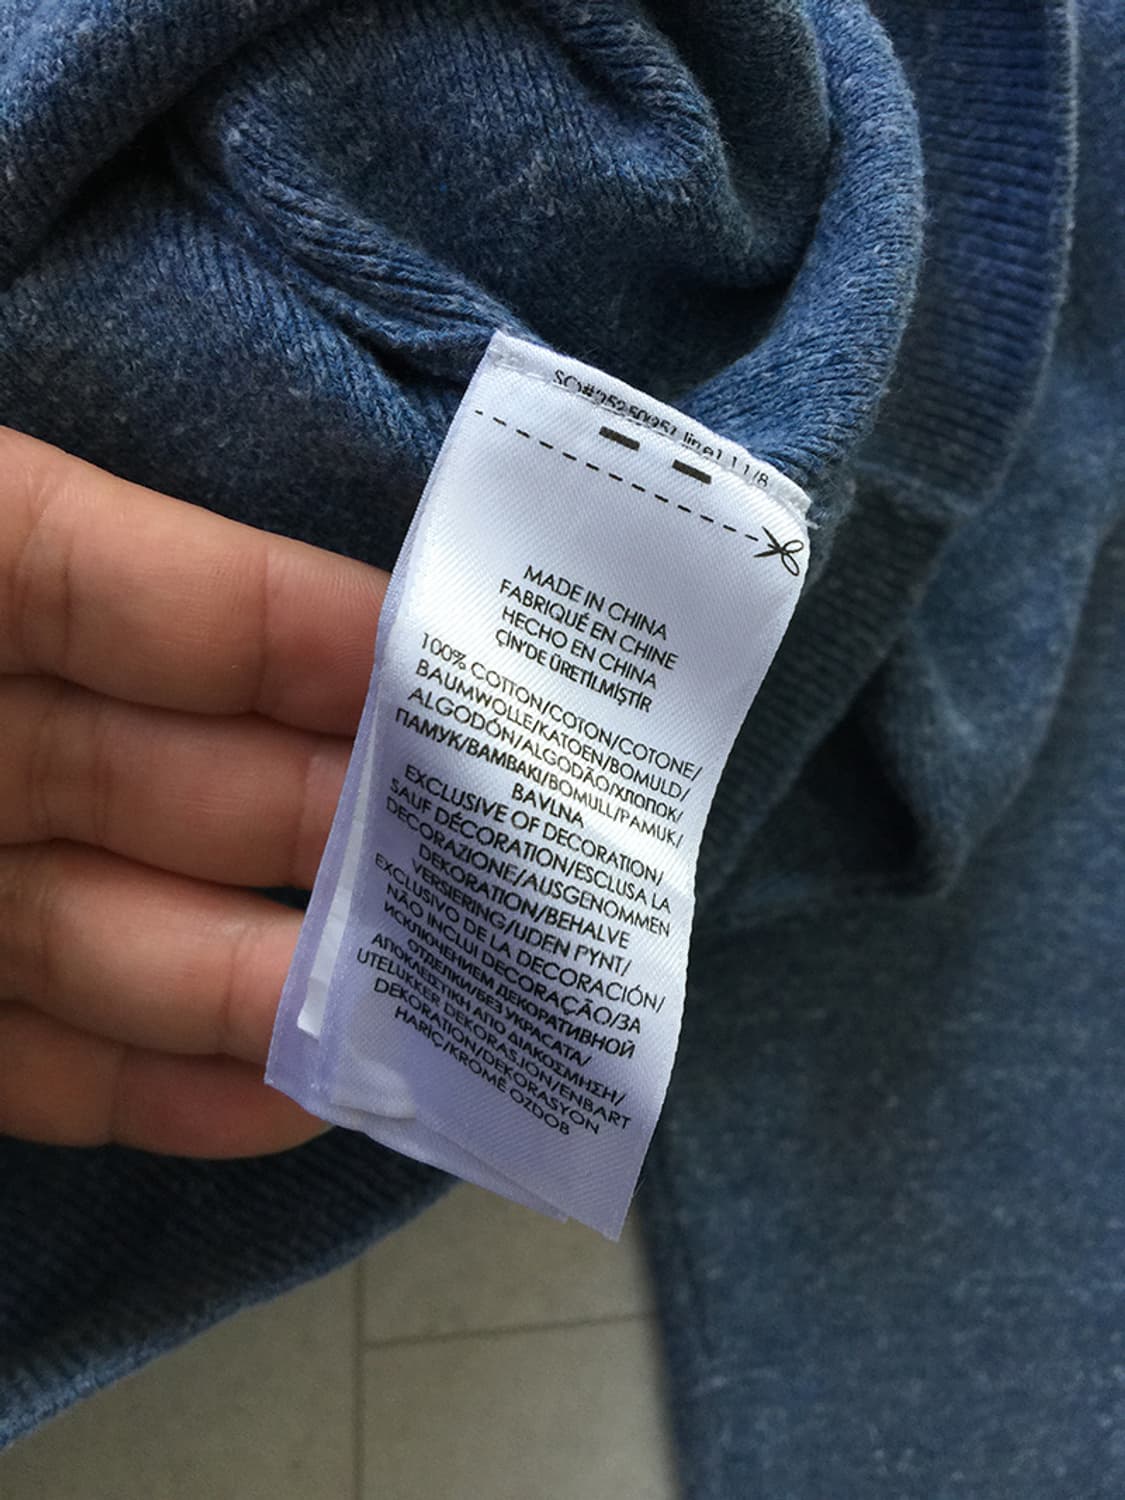 MADE IN CHINA
FABRIQUÉ EN CHINE
HECHO EN CHINA
ÇİN'DE ÜRETİLMİŞTİR
100% COTTON/COTON/COTONE/
BAUMWOLLE/KATOEN/BOMULD/
ALGODÓN/ALGODÃO/ХЛОПОК/
ПАМУК/ΒΑΜΒΑΚΙ/BOMULL/PAMUK/
BAVLNA
EXCLUSIVE OF DECORATION/
SAUF DÉCORATION/ESCLUSA LA
DECORAZIONE/AUSGENOMMEN
DEKORATION/BEHALVE
VERSIERING/UDEN PYNT/
EXCLUSIVO DE LA DECORACIÓN/
NÃO INCLUI DECORAÇÃO/ЗА
ИСКЛЮЧЕНИЕМ ДЕКОРАТИВНОЙ
ОТДЕЛКИ/БЕЗ УКРАСАТА/
ΑΠΟΚΛΕΙΣΤΙΚΗ ΑΠΟ ΔΙΑΚΟΣΜΗΣΗ/
UTELUKKER DEKORASJON/ENBART
DEKORATION/DEKORASYON
HARİÇ/KROMĚ OZDOB